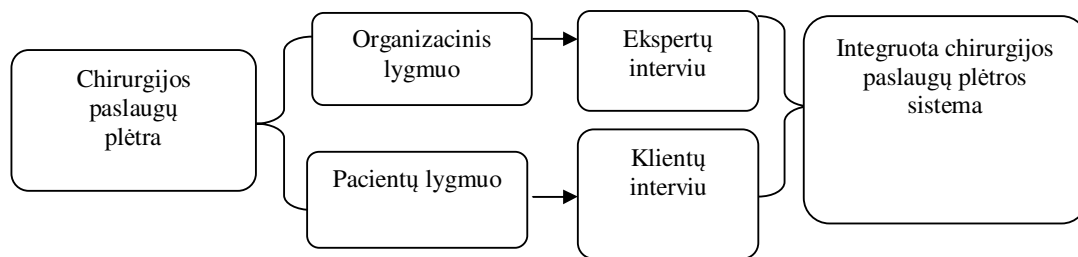 Chirurgijos
paslaugų
plėtra
Organizacinis
lygmuo
Ekspertų
interviu
Pacientų lygmuo
Klientų
interviu
Integruota chirurgijos
paslaugų plėtros
sistema